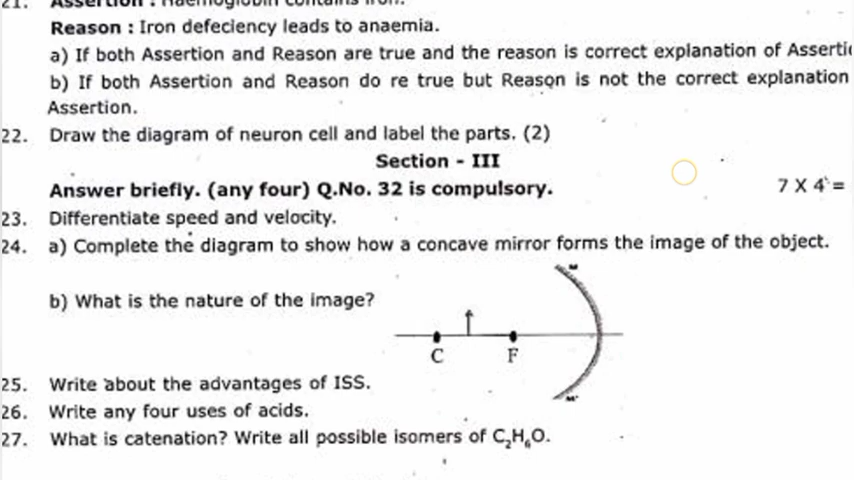 21. Assertion : Haemoglobin contains iron.
Reason : Iron defeciency leads to anaemia.
a) If both Assertion and Reason are true and the reason is correct explanation of Asserti
b) If both Assertion and Reason do re true but Reason is not the correct explanation
Assertion.
22. Draw the diagram of neuron cell and label the parts. (2)
Section - III
Answer briefly. (any four) Q.No. 32 is compulsory. 7 X 4 =
23. Differentiate speed and velocity.
24. a) Complete the diagram to show how a concave mirror forms the image of the object.
M
b) What is the nature of the image?
C F
M'
25. Write about the advantages of ISS.
26. Write any four uses of acids.
27. What is catenation? Write all possible isomers of C₂H₆O.